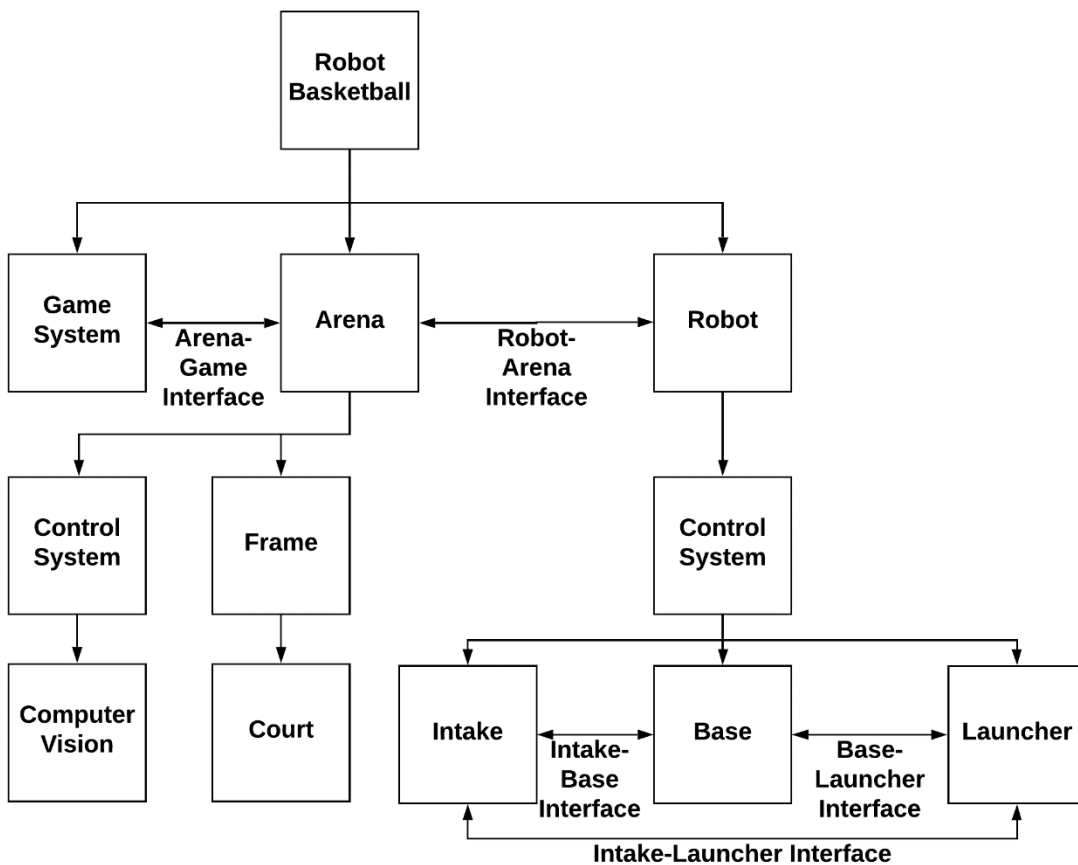 Robot
Basketball
Game
System
Arena-
Game
Interface
Arena
Robot-
Arena
Interface
Robot
Control
System
Frame
Control
System
Computer
Vision
Court
Intake
Intake-
Base
Interface
Base
Base-
Launcher
Interface
Launcher
Intake-Launcher Interface